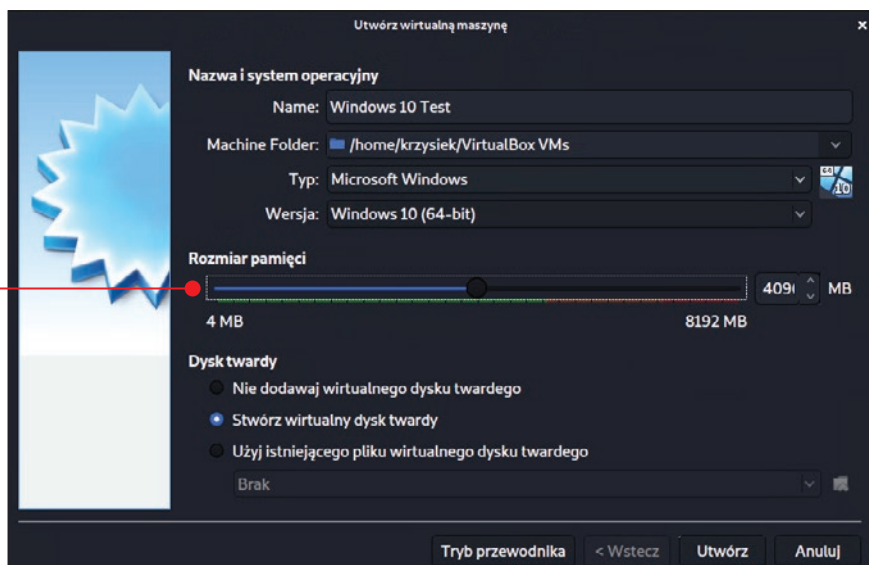 Utwórz wirtualną maszynę
Nazwa i system operacyjny
Name: Windows 10 Test
Machine Folder: /home/krzysiek/VirtualBox VMs
Typ: Microsoft Windows
64
10
Wersja: Windows 10 (64-bit)
Rozmiar pamięci
MB
4 MB 8192 MB
Dysk twardy
Nie dodawaj wirtualnego dysku twardego
Stwórz wirtualny dysk twardy
Użyj istniejącego pliku wirtualnego dysku twardego
Brak
Tryb przewodnika < Wstecz Utwórz Anuluj